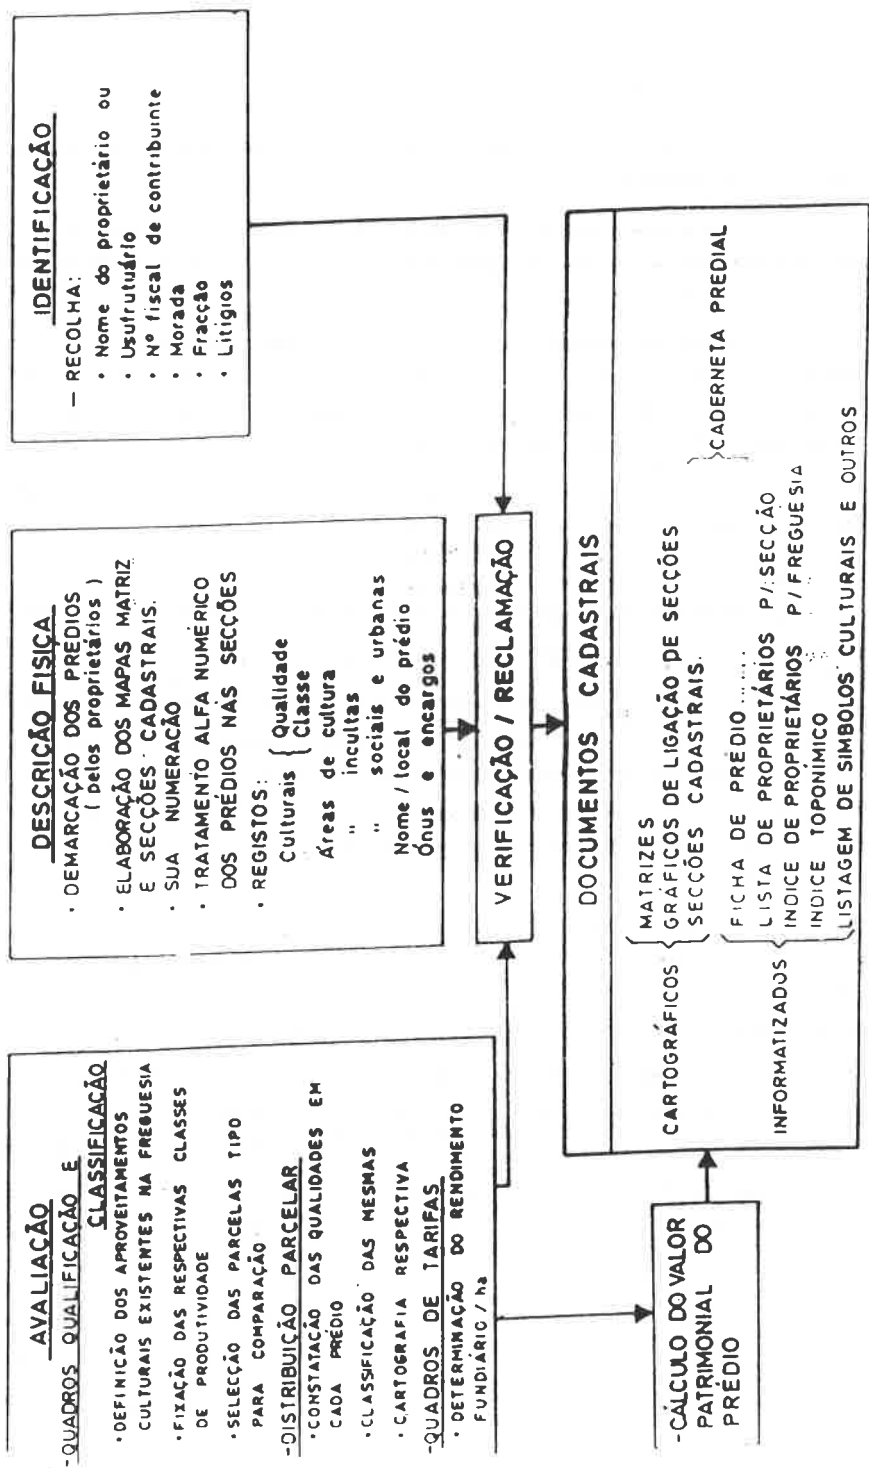 AVALIAÇÃO
-QUADROS QUALIFICAÇÃO E
CLASSIFICAÇÃO
· DEFINIÇÃO DOS APROVEITAMENTOS
CULTURAIS EXISTENTES NA FREGUESIA
· FIXAÇÃO DAS RESPECTIVAS CLASSES
DE PRODUTIVIDADE
· SELECÇÃO DAS PARCELAS TIPO
PARA COMPARAÇÃO
-DISTRIBUIÇÃO PARCELAR
· CONSTATAÇÃO DAS QUALIDADES EM
CADA PRÉDIO
· CLASSIFICAÇÃO DAS MESMAS
· CARTOGRAFIA RESPECTIVA
-QUADROS DE TARIFAS
· DETERMINAÇÃO DO RENDIMENTO
FUNDIÁRIO / ha
DESCRIÇÃO FISICA
· DEMARCAÇÃO DOS PRÉDIOS
( pelos proprietários )
· ELABORAÇÃO DOS MAPAS MATRIZ
E SECÇÕES CADASTRAIS.
· SUA NUMERAÇÃO
· TRATAMENTO ALFA NUMÉRICO
DOS PRÉDIOS NAS SECÇÕES
· REGISTOS:
Culturais { Qualidade
Classe
Áreas de cultura
" incultas
" sociais e urbanas
Nome / local do prédio
Ónus e encargos
IDENTIFICAÇÃO
— RECOLHA:
· Nome do proprietário ou
· Usufrutuário
· Nº fiscal de contribuinte
· Morada
· Fracção
· Litígios
VERIFICAÇÃO / RECLAMAÇÃO
-CÁLCULO DO VALOR
PATRIMONIAL DO
PRÉDIO
DOCUMENTOS CADASTRAIS
CARTOGRÁFICOS
MATRIZES
GRÁFICOS DE LIGAÇÃO DE SECÇÕES
SECÇÕES CADASTRAIS.
CADERNETA PREDIAL
INFORMATIZADOS
FICHA DE PRÉDIO.......
LISTA DE PROPRIETÁRIOS P/ SECÇÃO
INDICE DE PROPRIETÁRIOS P/ FREGUESIA
INDICE TOPONÍMICO
LISTAGEM DE SIMBOLOS CULTURAIS E OUTROS